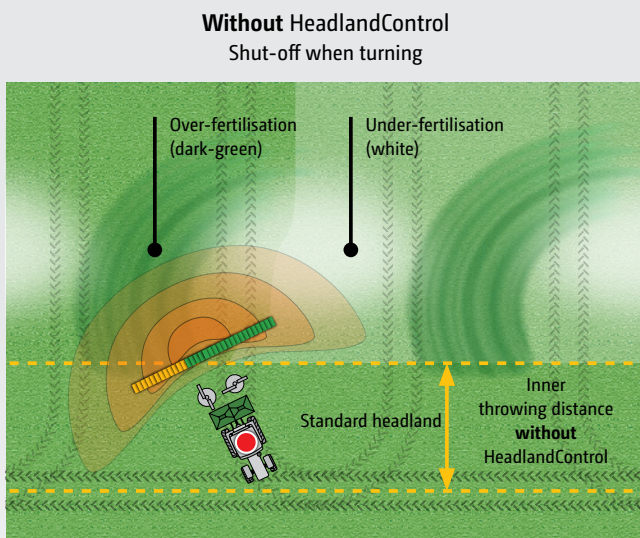 Without HeadlandControl
Shut-off when turning
Over-fertilisation
(dark-green)
Under-fertilisation
(white)
Standard headland
Inner
throwing distance
without
HeadlandControl